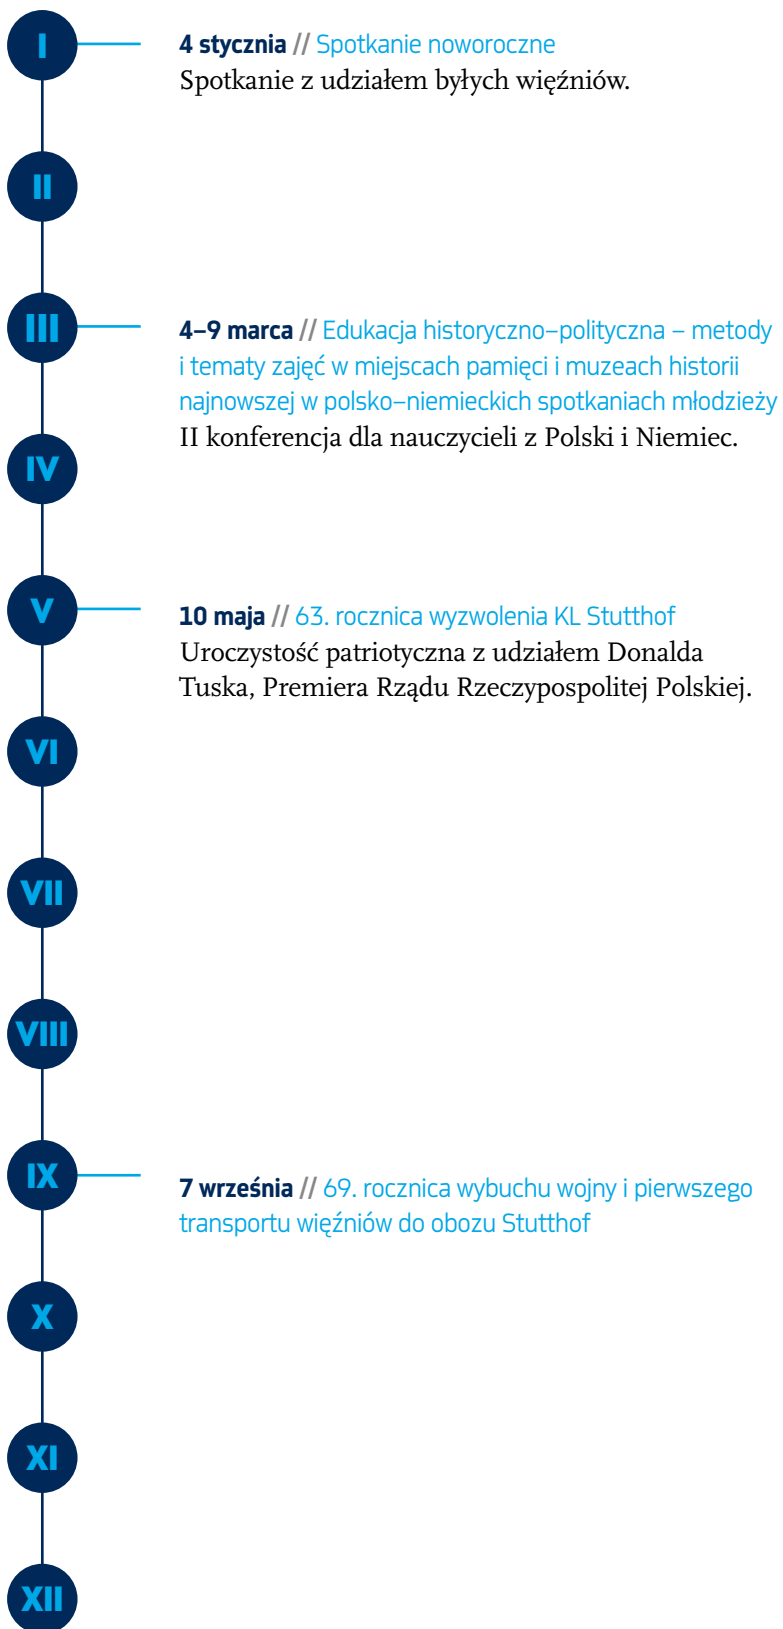 I
4 stycznia // Spotkanie noworoczne
Spotkanie z udziałem byłych więźniów.
II
III
4–9 marca // Edukacja historyczno–polityczna – metody
i tematy zajęć w miejscach pamięci i muzeach historii
najnowszej w polsko–niemieckich spotkaniach młodzieży
II konferencja dla nauczycieli z Polski i Niemiec.
IV
V
10 maja // 63. rocznica wyzwolenia KL Stutthof
Uroczystość patriotyczna z udziałem Donalda
Tuska, Premiera Rządu Rzeczypospolitej Polskiej.
VI
VII
VIII
IX
7 września // 69. rocznica wybuchu wojny i pierwszego
transportu więźniów do obozu Stutthof
X
XI
XII